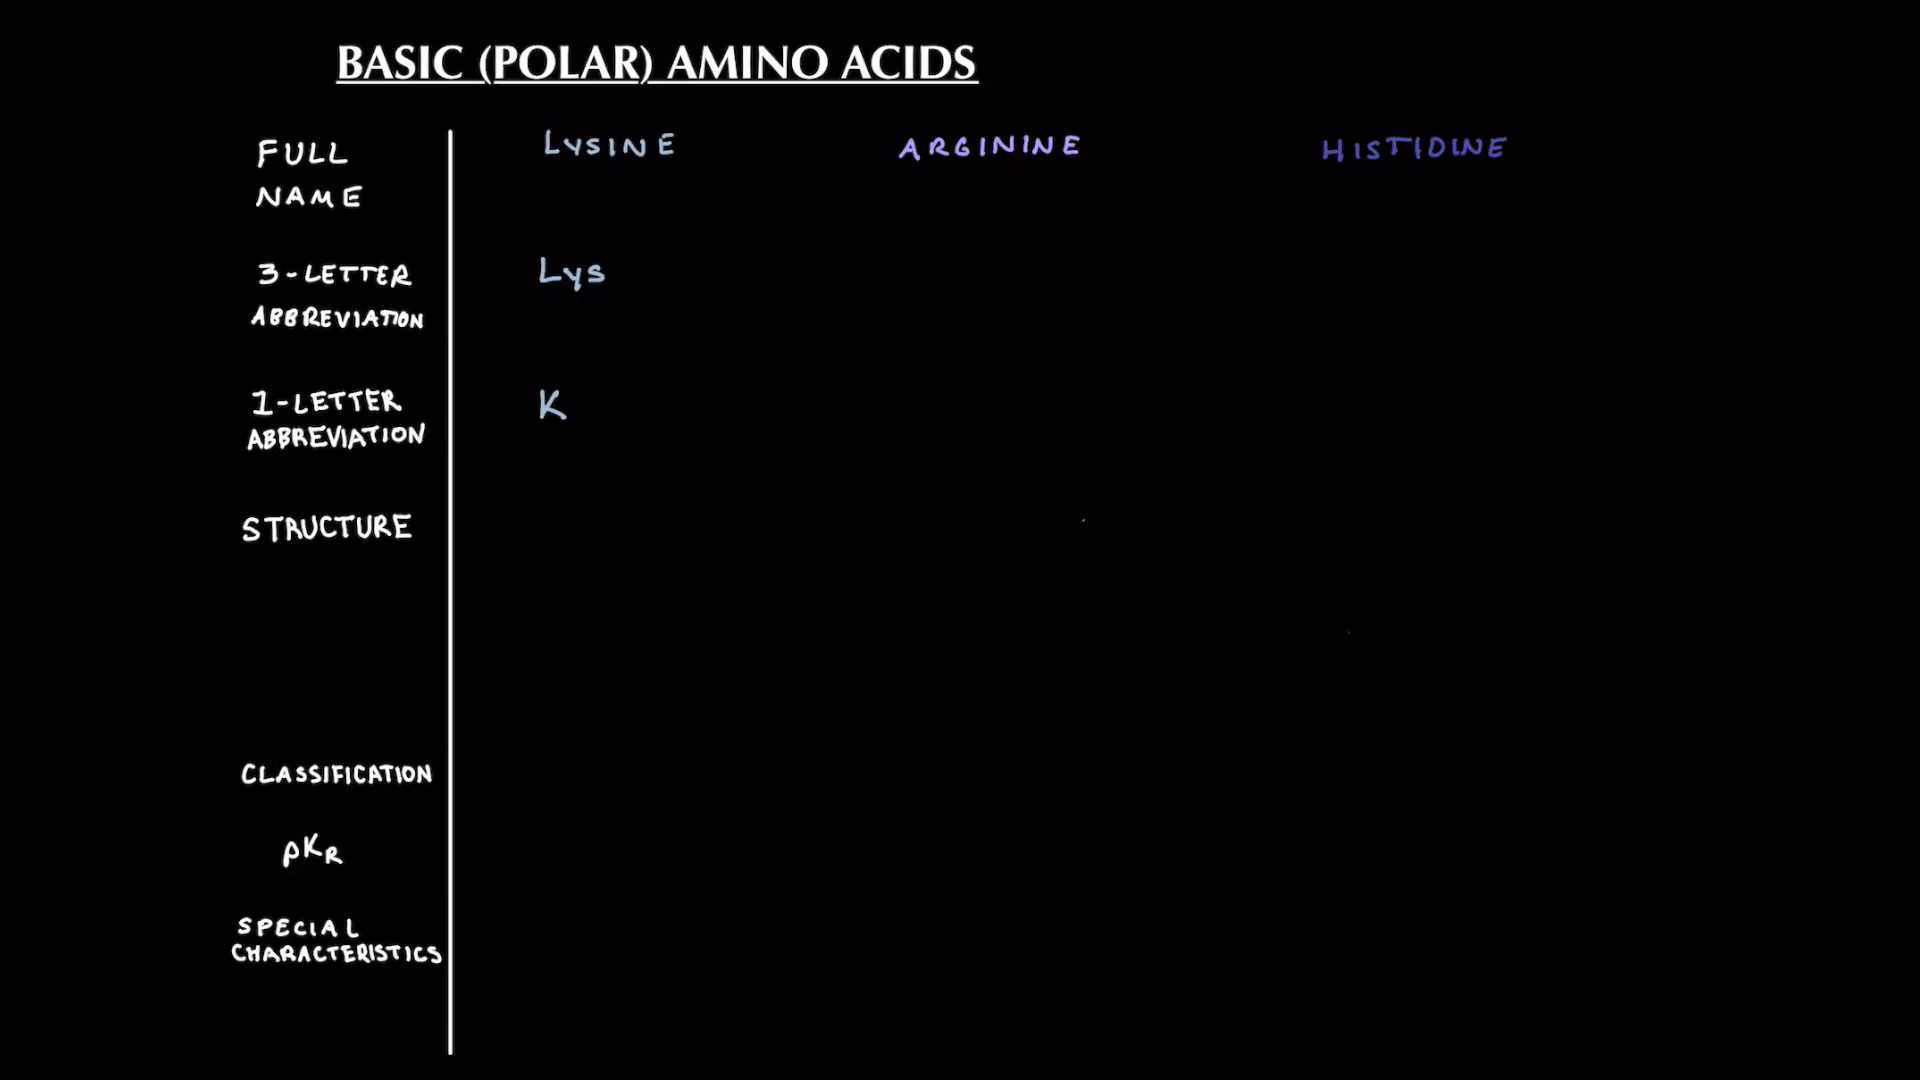 BASIC (POLAR) AMINO ACIDS
FULL NAME
LYSINE
ARGININE
HISTIDINE
3-LETTER
ABBREVIATION
Lys
1-LETTER
ABBREVIATION
K
STRUCTURE
CLASSIFICATION
pKR
SPECIAL
CHARACTERISTICS